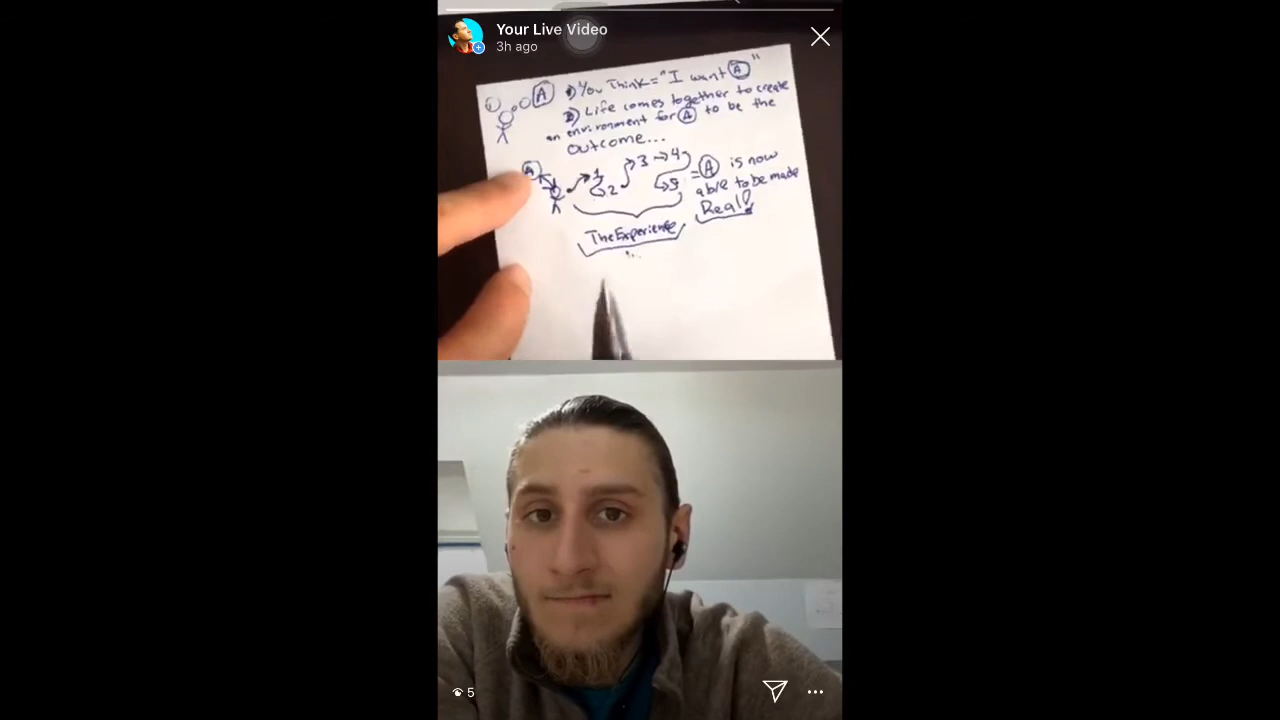 Your Live Video
3h ago
A 1) You Think = "I want A"
2) Life comes together to create
an environment for A to be the
outcome...
A 1 2 3 → 4 5 = A is now
able to be made
Real!
The Experience
5